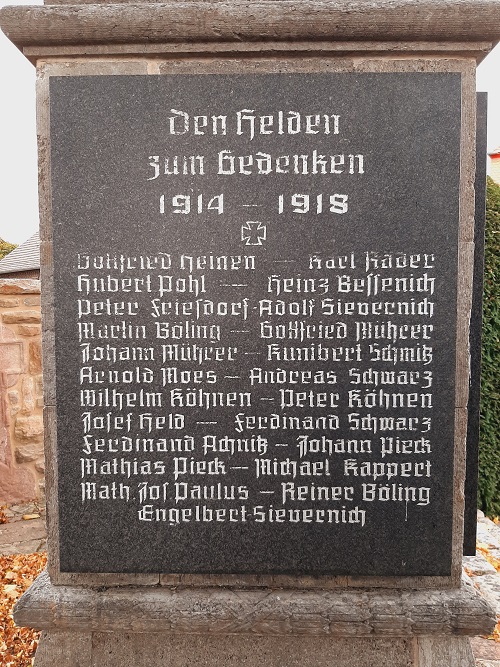 Den Helden
zum Gedenken
1914 – 1918
Gottfried Heinen — Karl Käder
Hubert Pohl — Heinz Bessenich
Peter Friesdorf - Adolf Sievernich
Martin Böling — Gottfried Mührer
Johann Mührer — Kunibert Schmitz
Arnold Moes — Andreas Schwarz
Wilhelm Köhnen — Peter Köhnen
Josef Held — Ferdinand Schwarz
Ferdinand Achnitz — Johann Pieck
Mathias Pieck — Michael Kappert
Math. Jos. Paulus — Reiner Böling
Engelbert Sievernich